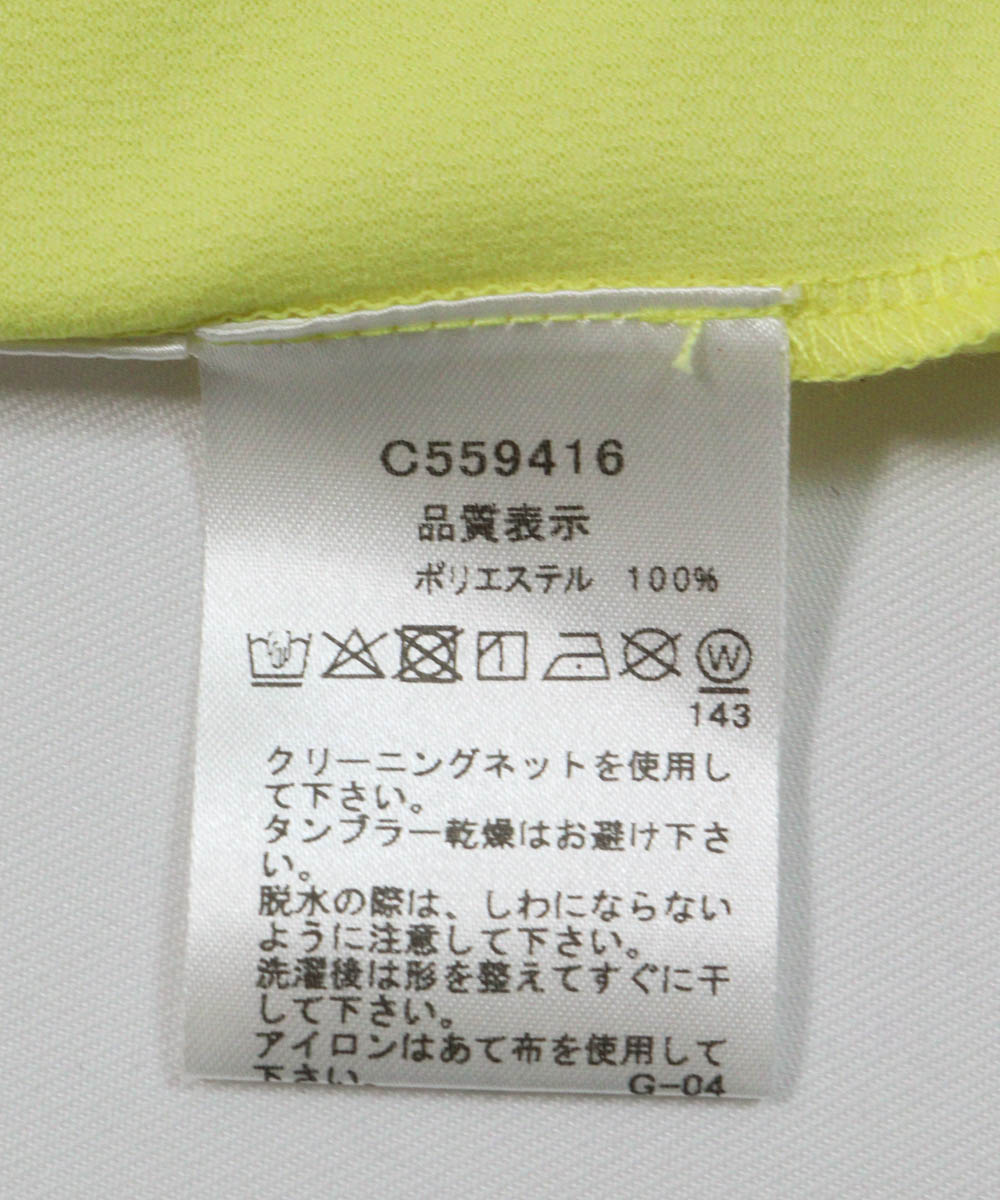 C559416
品質表示
ポリエステル 100%
W
143
クリーニングネットを使用し
て下さい。
タンブラー乾燥はお避け下さ
い。
脱水の際は、しわにならない
ように注意して下さい。
洗濯後は形を整えてすぐに干
して下さい。
アイロンはあて布を使用して
下さい。 G-04